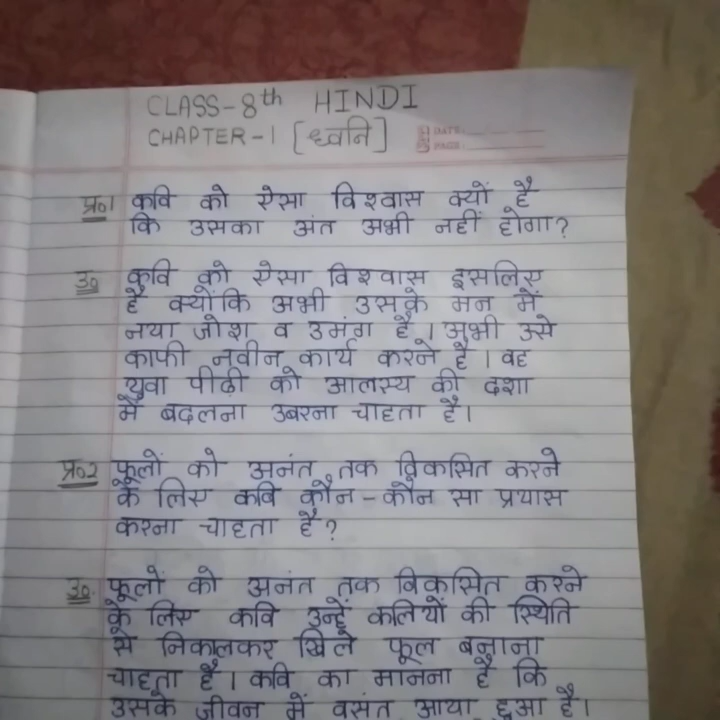 CLASS-8th HINDI
CHAPTER-1 [ध्वनि]
DATE:
PAGE:
प्र०1 कवि को ऐसा विश्वास क्यों है
कि उसका अंत अभी नहीं होगा?
उ० कवि को ऐसा विश्वास इसलिए
है क्योंकि अभी उसके मन में
नया जोश व उमंग है। अभी उसे
काफी नवीन कार्य करने है। वह
युवा पीढ़ी को आलस्य की दशा
में बदलना उबरना चाहता है।
प्र०2 फूलों को अनंत तक विकसित करने
के लिए कवि कौन-कौन सा प्रयास
करना चाहता है?
उ०. फूलों को अनंत तक विकसित करने
के लिए कवि उन्हें कलियों की स्थिति
से निकालकर खिले फूल बनाना
चाहता है। कवि का मानना है कि
उसके जीवन में वसंत आया हुआ है।